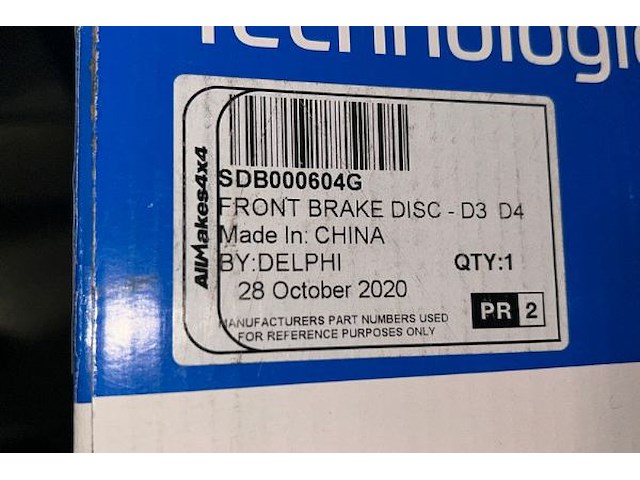 Technologie
AllMakes4x4
SDB000604G
FRONT BRAKE DISC - D3 D4
Made In: CHINA
BY:DELPHI QTY:1
28 October 2020
PR 2
MANUFACTURERS PART NUMBERS USED
FOR REFERENCE PURPOSES ONLY